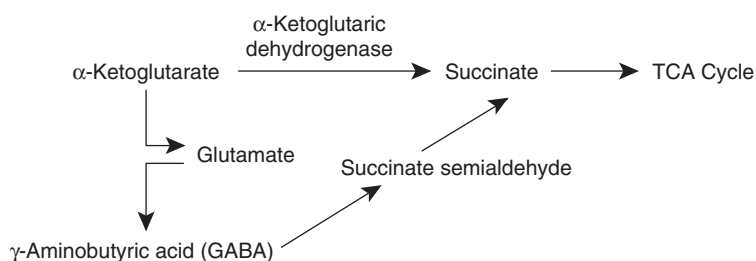 α-Ketoglutaric
dehydrogenase
α-Ketoglutarate
Succinate
TCA Cycle
Glutamate
Succinate semialdehyde
γ-Aminobutyric acid (GABA)